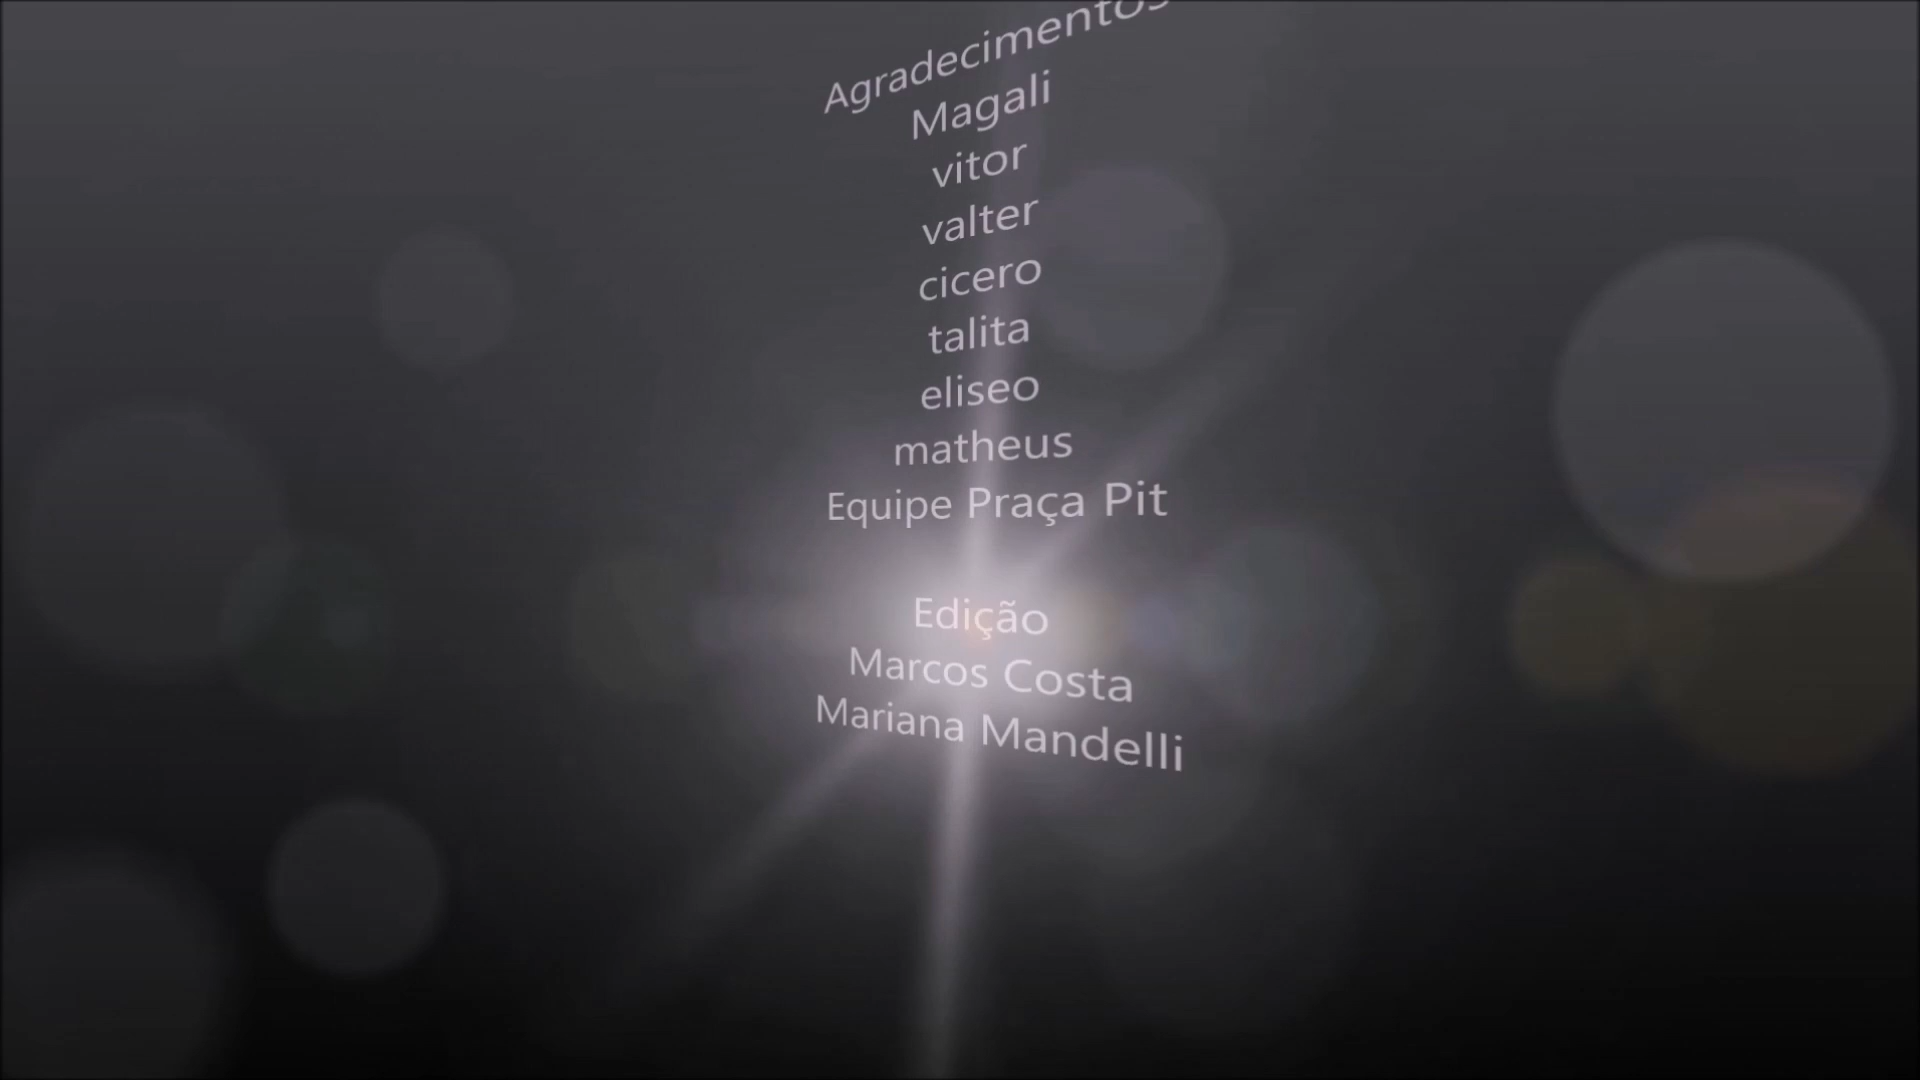 Agradecimentos
Magali
vitor
valter
cicero
talita
eliseo
matheus
Equipe Praça Pit
Edição
Marcos Costa
Mariana Mandelli